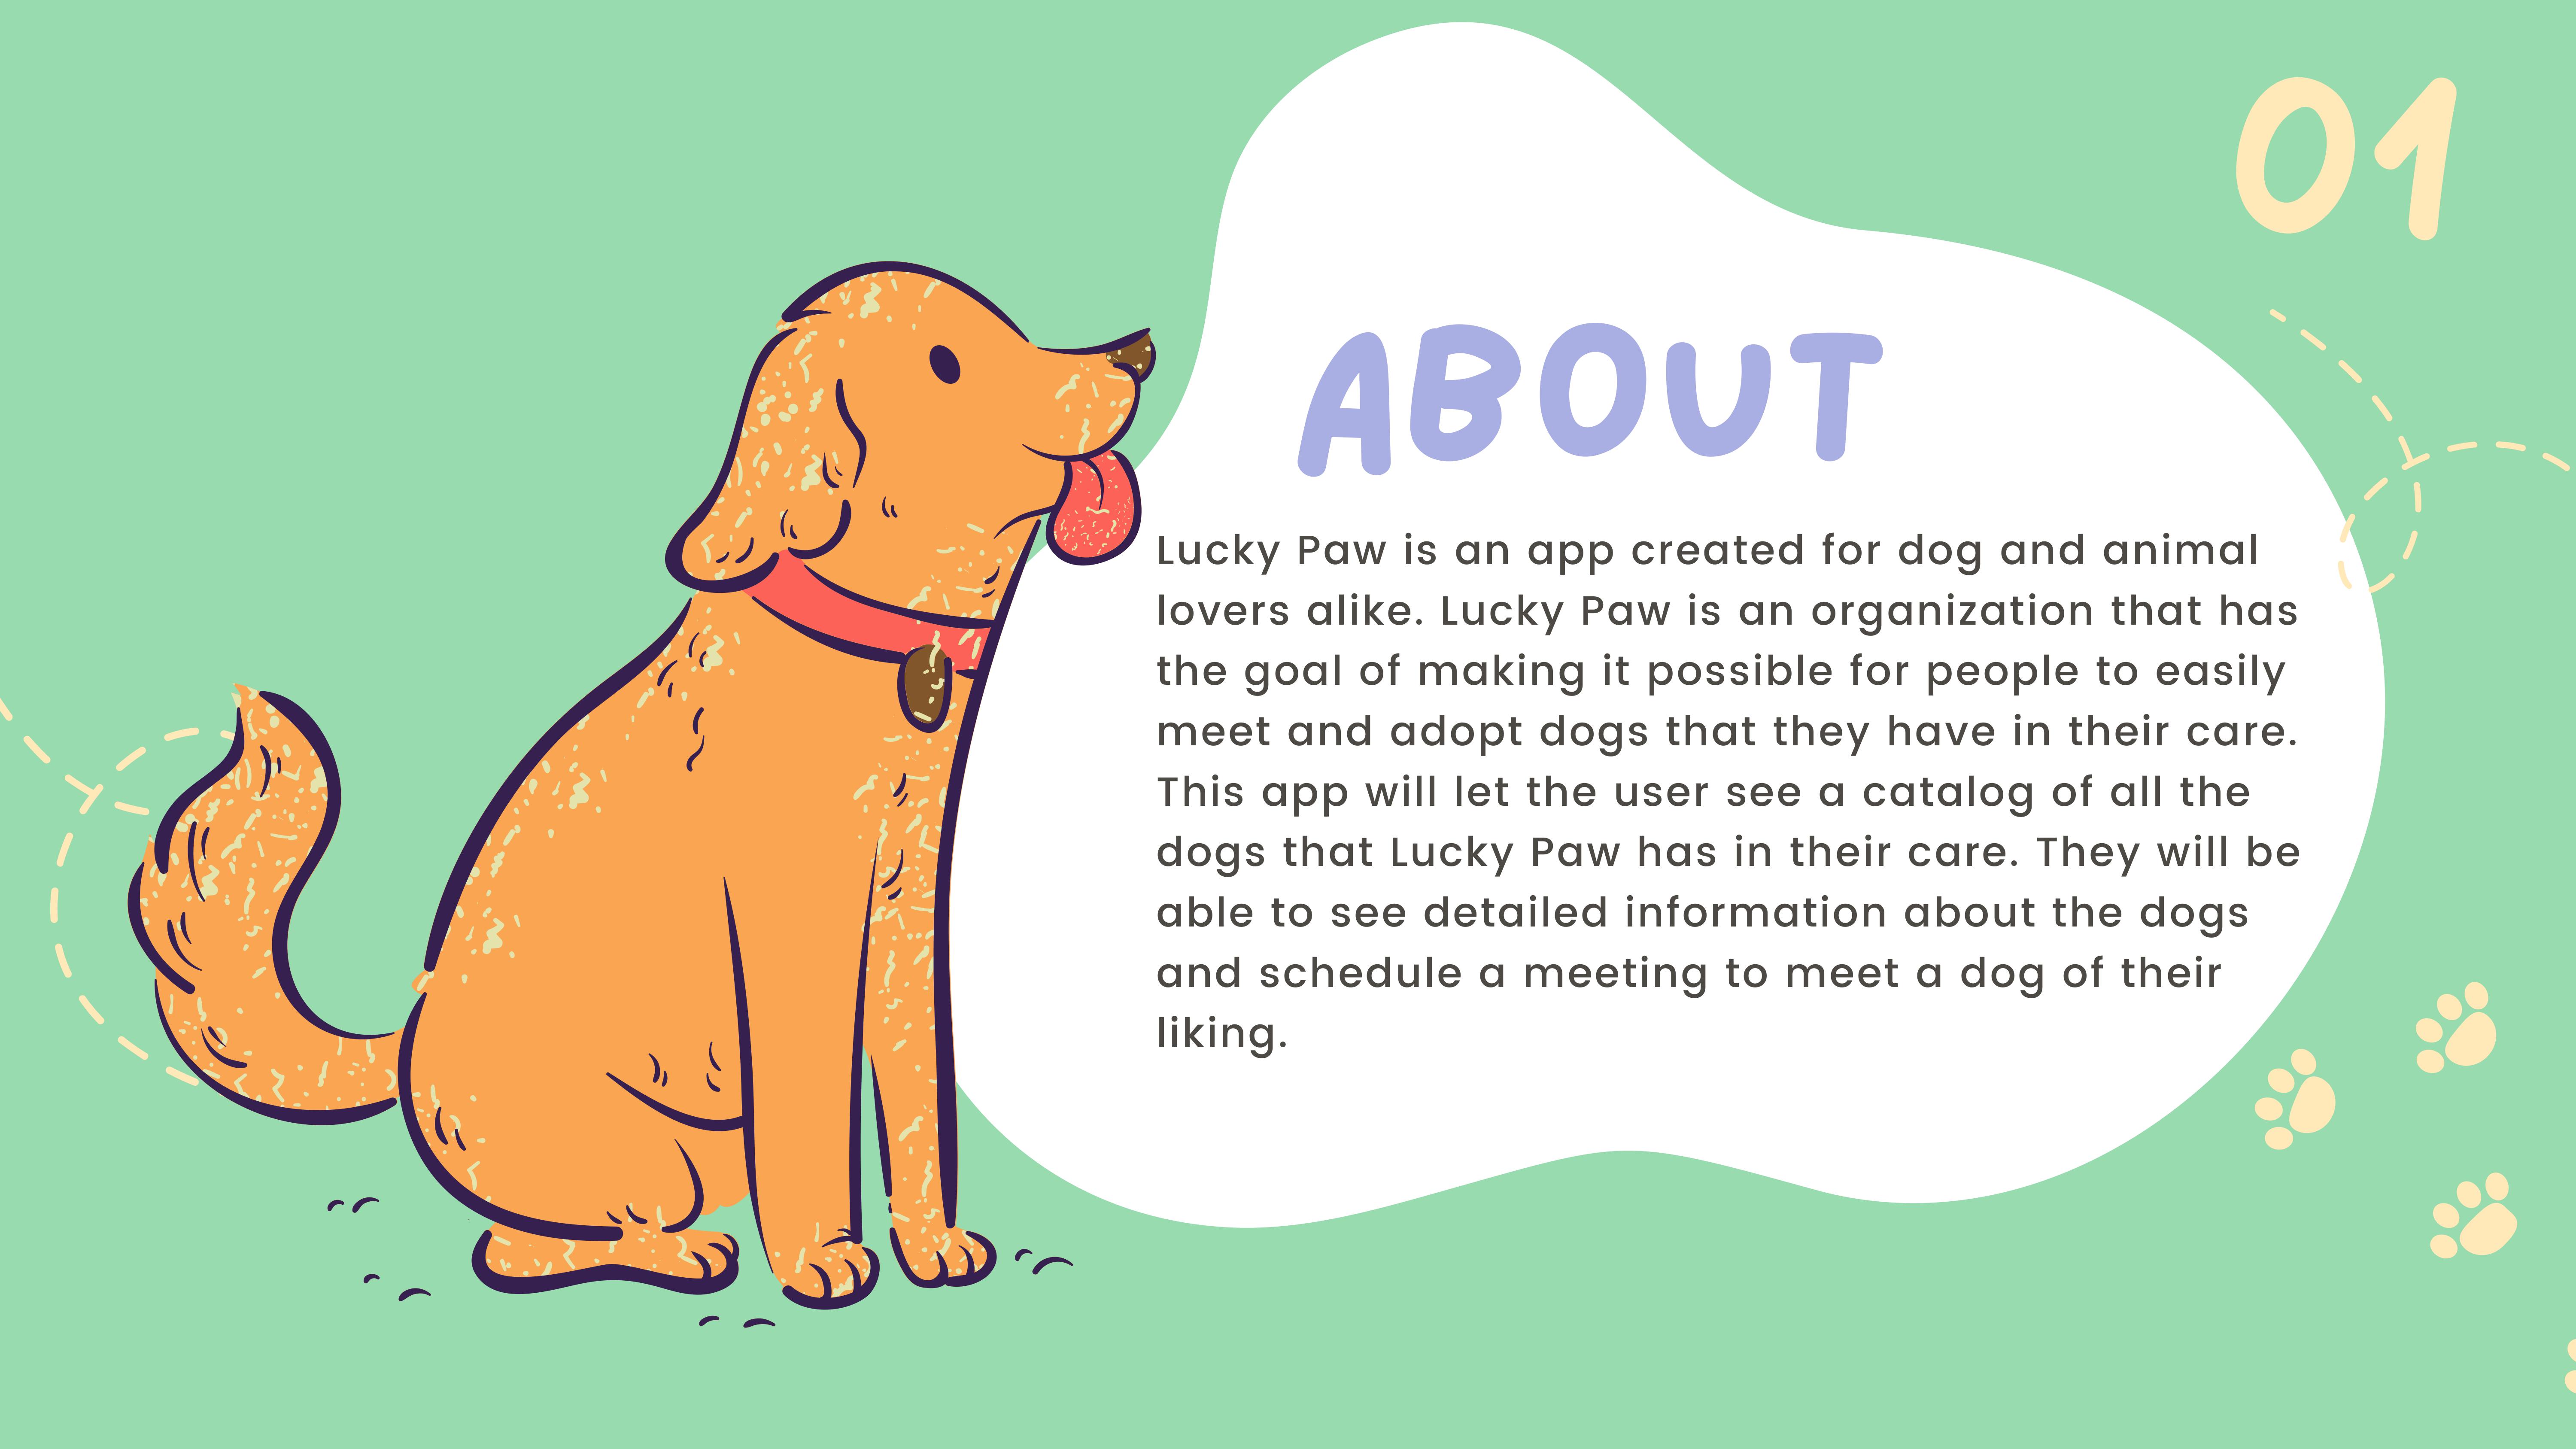 01
ABOUT
Lucky Paw is an app created for dog and animal
lovers alike. Lucky Paw is an organization that has
the goal of making it possible for people to easily
meet and adopt dogs that they have in their care.
This app will let the user see a catalog of all the
dogs that Lucky Paw has in their care. They will be
able to see detailed information about the dogs
and schedule a meeting to meet a dog of their
liking.